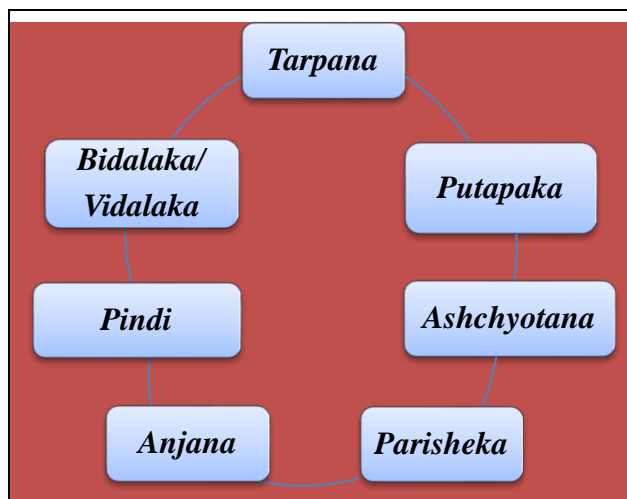 Tarpana
Putapaka
Ashchyotana
Parisheka
Anjana
Pindi
Bidalaka/
Vidalaka